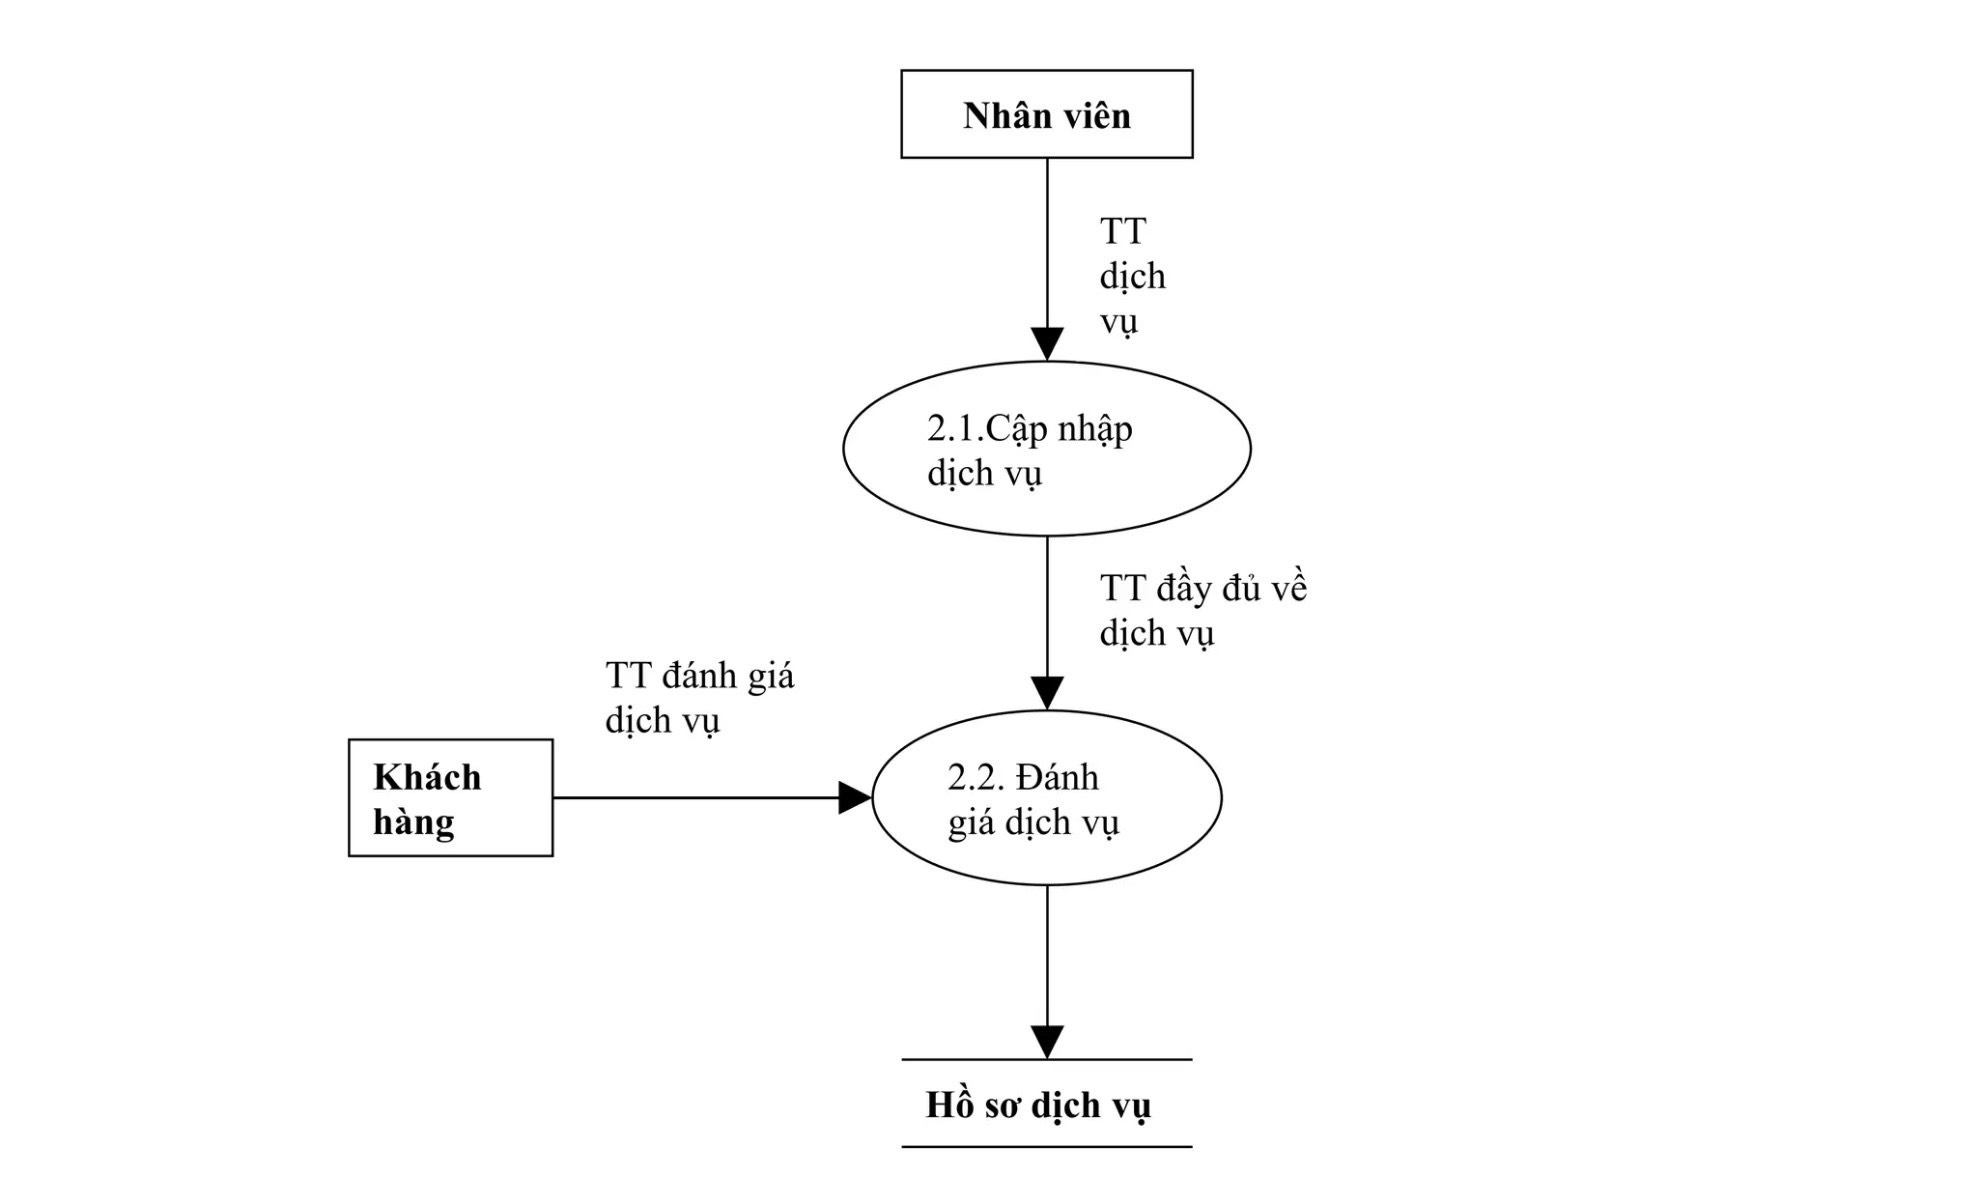 Nhân viên
TT
dịch
vụ
2.1.Cập nhập
dịch vụ
TT đầy đủ về
dịch vụ
TT đánh giá
dịch vụ
Khách
hàng
2.2. Đánh
giá dịch vụ
Hồ sơ dịch vụ